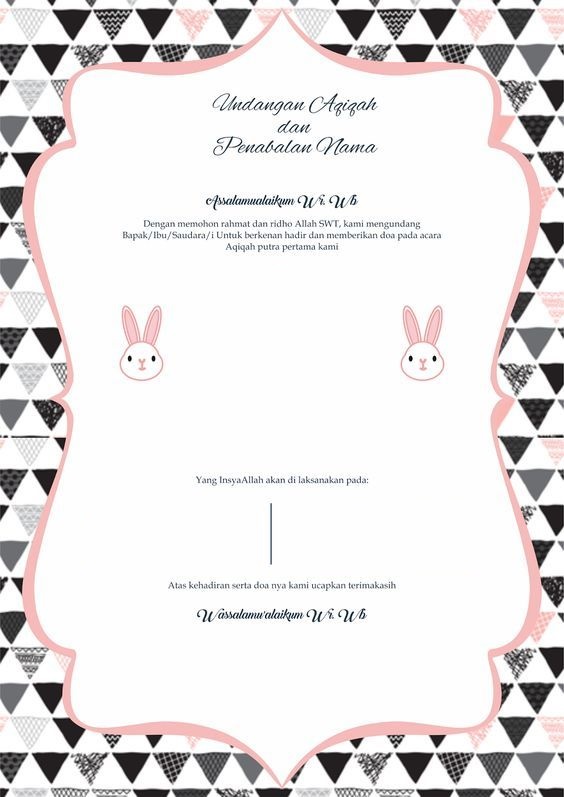 Undangan Aqiqah
dan
Penabalan Nama
Assalamualaikum Wr. Wb
Dengan memohon rahmat dan ridho Allah SWT, kami mengundang
Bapak/Ibu/Saudara/i Untuk berkenan hadir dan memberikan doa pada acara
Aqiqah putra pertama kami
Yang InsyaAllah akan di laksanakan pada:
Atas kehadiran serta doa nya kami ucapkan terimakasih
Wassalamu'alaikum Wr. Wb